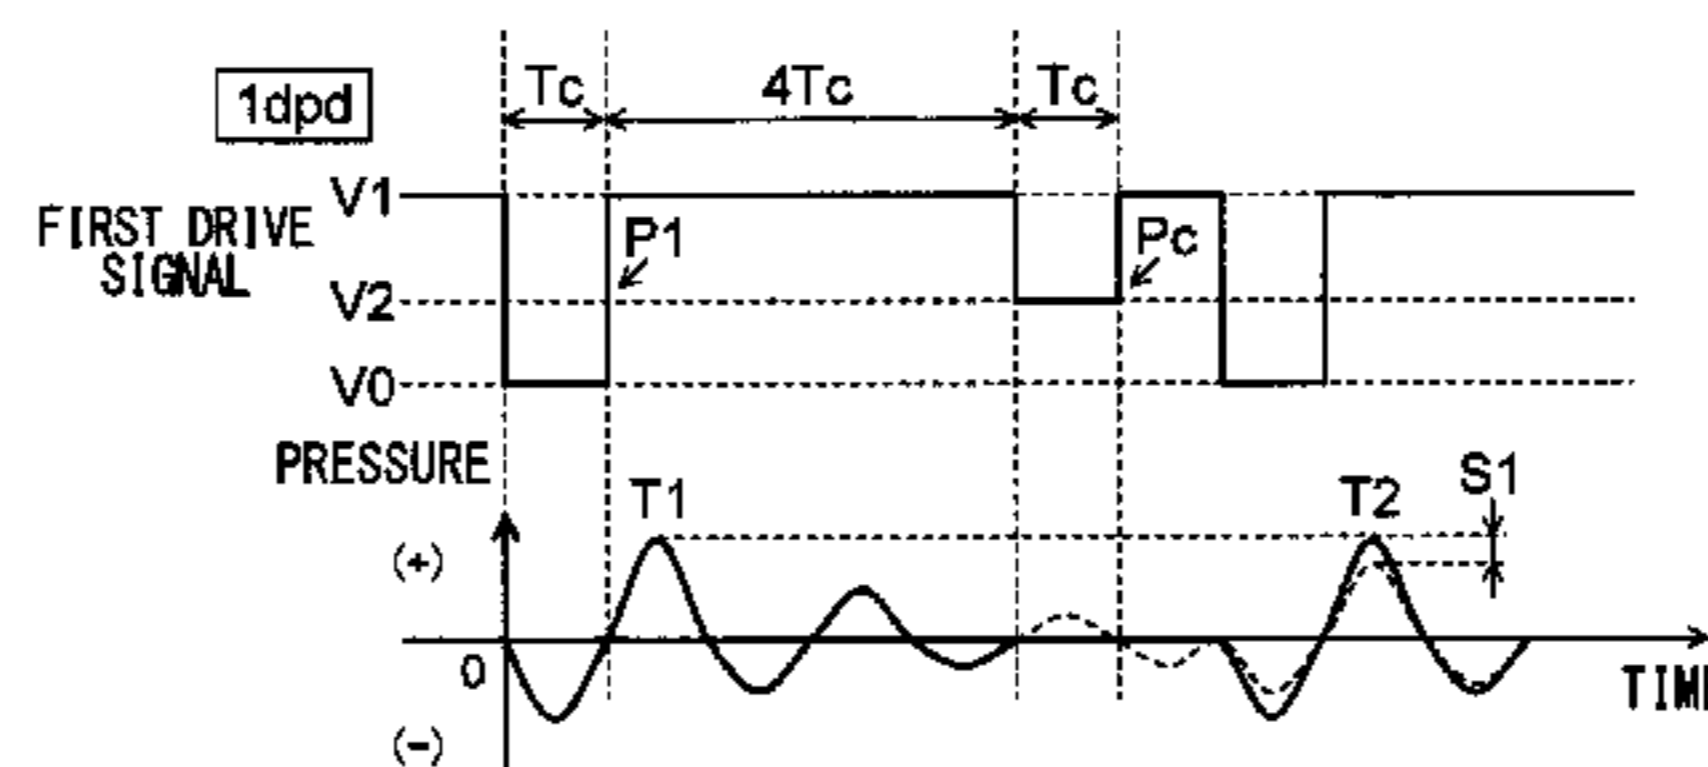 1dpd
Tc 4Tc Tc
V1
FIRST DRIVE
SIGNAL
P1 Pc
V2
V0
PRESSURE
T1 T2 S1
(+)
0
(-)